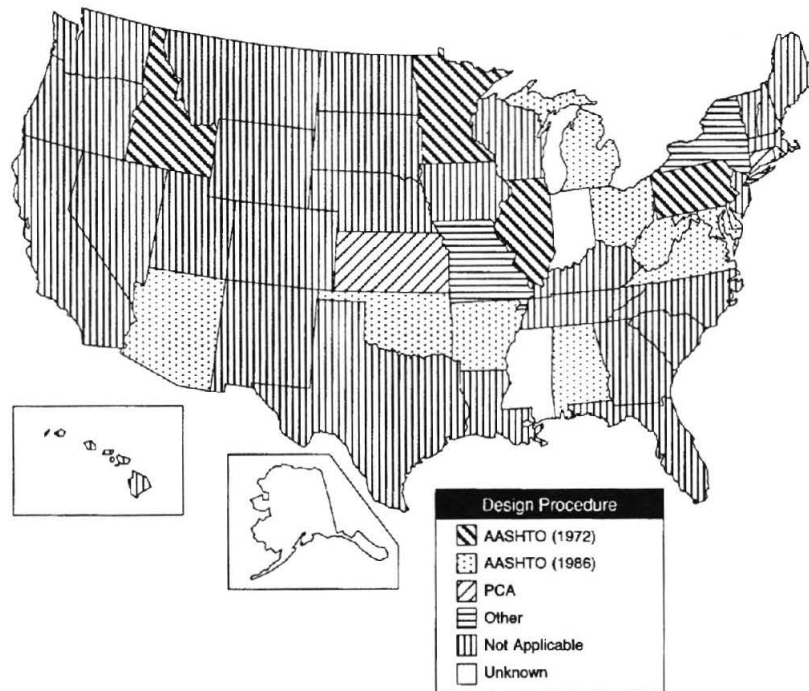 Design Procedure
AASHTO (1972)
AASHTO (1986)
PCA
Other
Not Applicable
Unknown